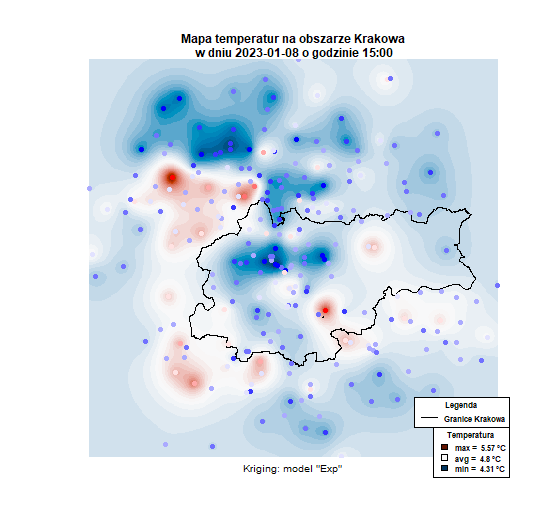 Mapa temperatur na obszarze Krakowa
w dniu 2023-01-08 o godzinie 15:00
Legenda
Granice Krakowa
Temperatura
max = 5.57 °C
avg = 4.8 °C
min = 4.31 °C
Kriging: model "Exp"